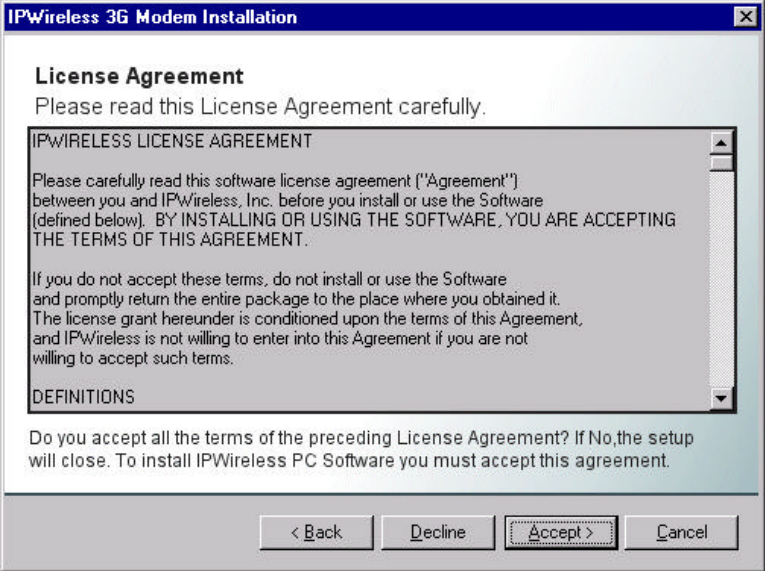 IPWireless 3G Modem Installation
License Agreement
Please read this License Agreement carefully.
IPWIRELESS LICENSE AGREEMENT
Please carefully read this software license agreement ("Agreement")
between you and IPWireless, Inc. before you install or use the Software
(defined below).  BY INSTALLING OR USING THE SOFTWARE, YOU ARE ACCEPTING
THE TERMS OF THIS AGREEMENT.
If you do not accept these terms, do not install or use the Software
and promptly return the entire package to the place where you obtained it.
The license grant hereunder is conditioned upon the terms of this Agreement,
and IPWireless is not willing to enter into this Agreement if you are not
willing to accept such terms.
DEFINITIONS
Do you accept all the terms of the preceding License Agreement? If No,the setup
will close. To install IPWireless PC Software you must accept this agreement.
< Back
Decline
Accept >
Cancel